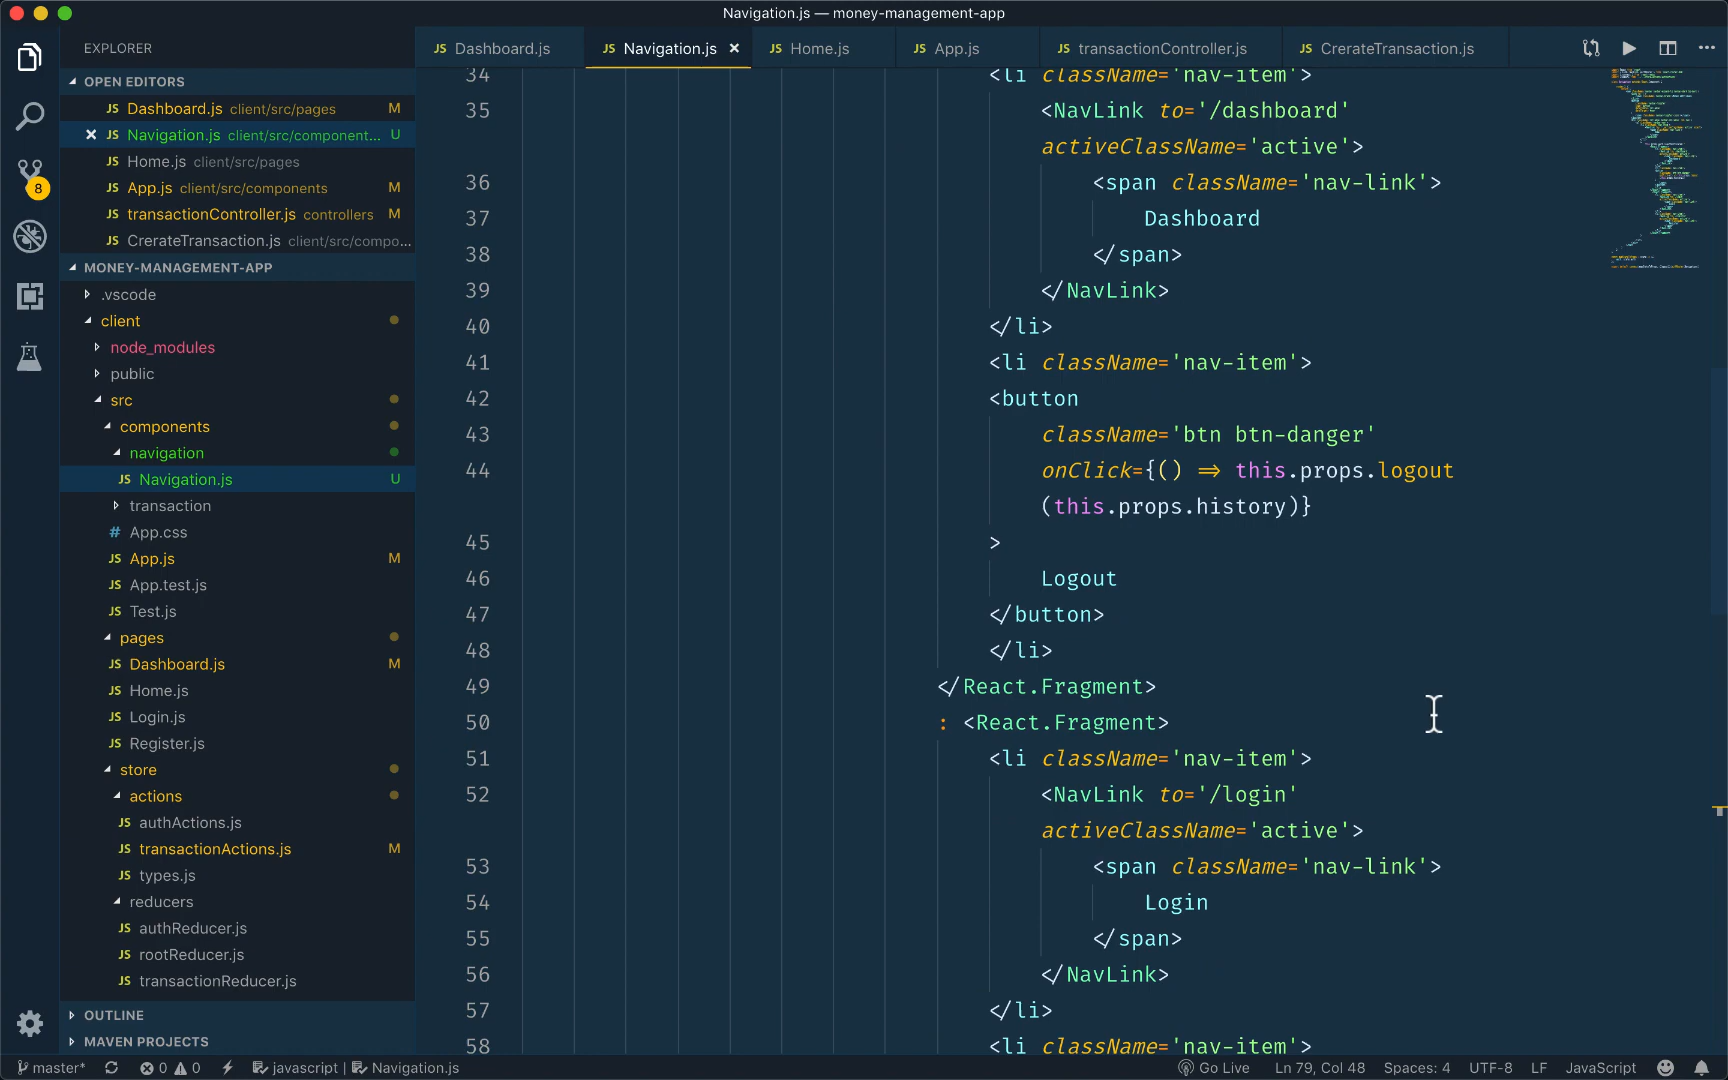 Navigation.js — money-management-app
EXPLORER
OPEN EDITORS
JS Dashboard.js client/src/pages M
JS Navigation.js client/src/component... U
JS Home.js client/src/pages
JS App.js client/src/components M
JS transactionController.js controllers M
JS CrerateTransaction.js client/src/compo...
8
MONEY-MANAGEMENT-APP
.vscode
client
node_modules
public
src
components
navigation
JS Navigation.js U
transaction
# App.css
JS App.js M
JS App.test.js
JS Test.js
pages
JS Dashboard.js M
JS Home.js
JS Login.js
JS Register.js
store
actions
JS authActions.js
JS transactionActions.js M
JS types.js
reducers
JS authReducer.js
JS rootReducer.js
JS transactionReducer.js
OUTLINE
MAVEN PROJECTS
JS Dashboard.js JS Navigation.js JS Home.js JS App.js JS transactionController.js JS CrerateTransaction.js
34 <li className='nav-item'>
35 <NavLink to='/dashboard'
activeClassName='active'>
36 <span className='nav-link'>
37 Dashboard
38 </span>
39 </NavLink>
40 </li>
41 <li className='nav-item'>
42 <button
43 className='btn btn-danger'
44 onClick={() => this.props.logout
(this.props.history)}
45 >
46 Logout
47 </button>
48 </li>
49 </React.Fragment>
50 : <React.Fragment>
51 <li className='nav-item'>
52 <NavLink to='/login'
activeClassName='active'>
53 <span className='nav-link'>
54 Login
55 </span>
56 </NavLink>
57 </li>
58 <li className='nav-item'>
master* 0 0 javascript | Navigation.js Go Live Ln 79, Col 48 Spaces: 4 UTF-8 LF JavaScript